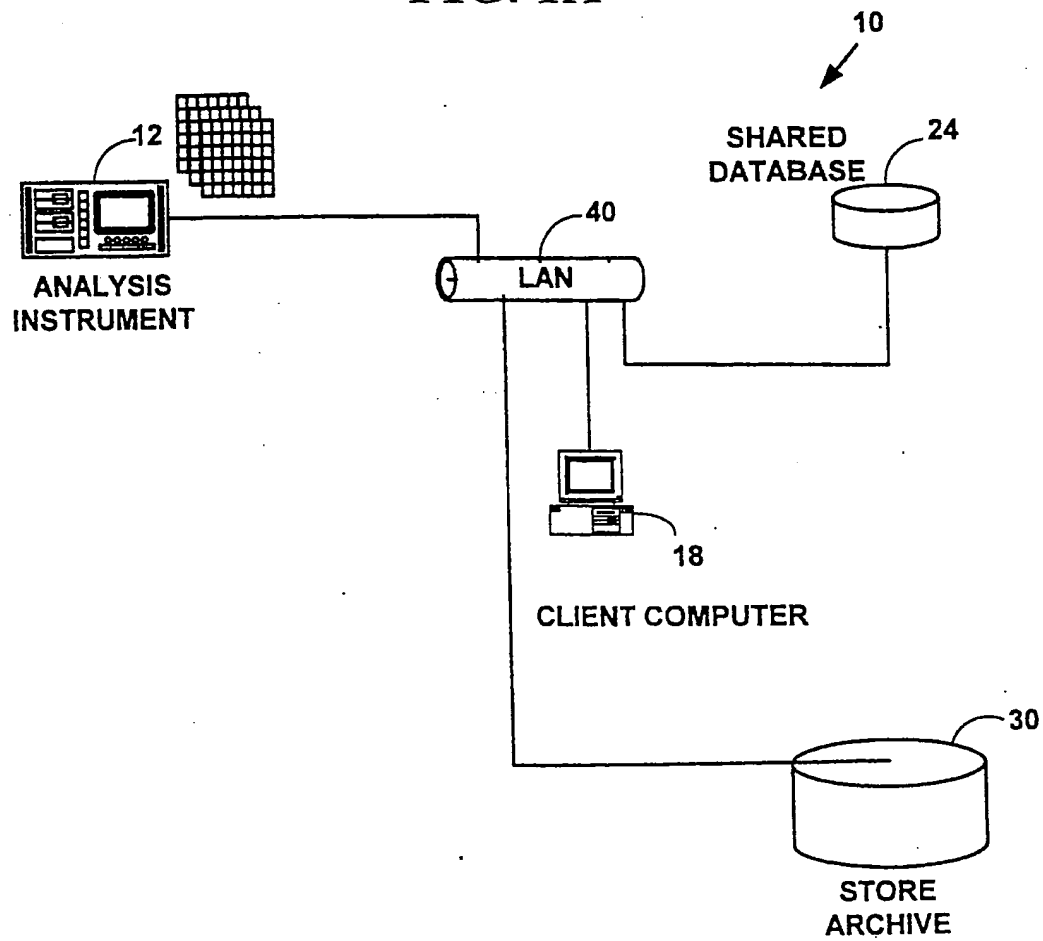 10
12
SHARED
DATABASE
24
40
LAN
ANALYSIS
INSTRUMENT
18
CLIENT COMPUTER
30
STORE
ARCHIVE